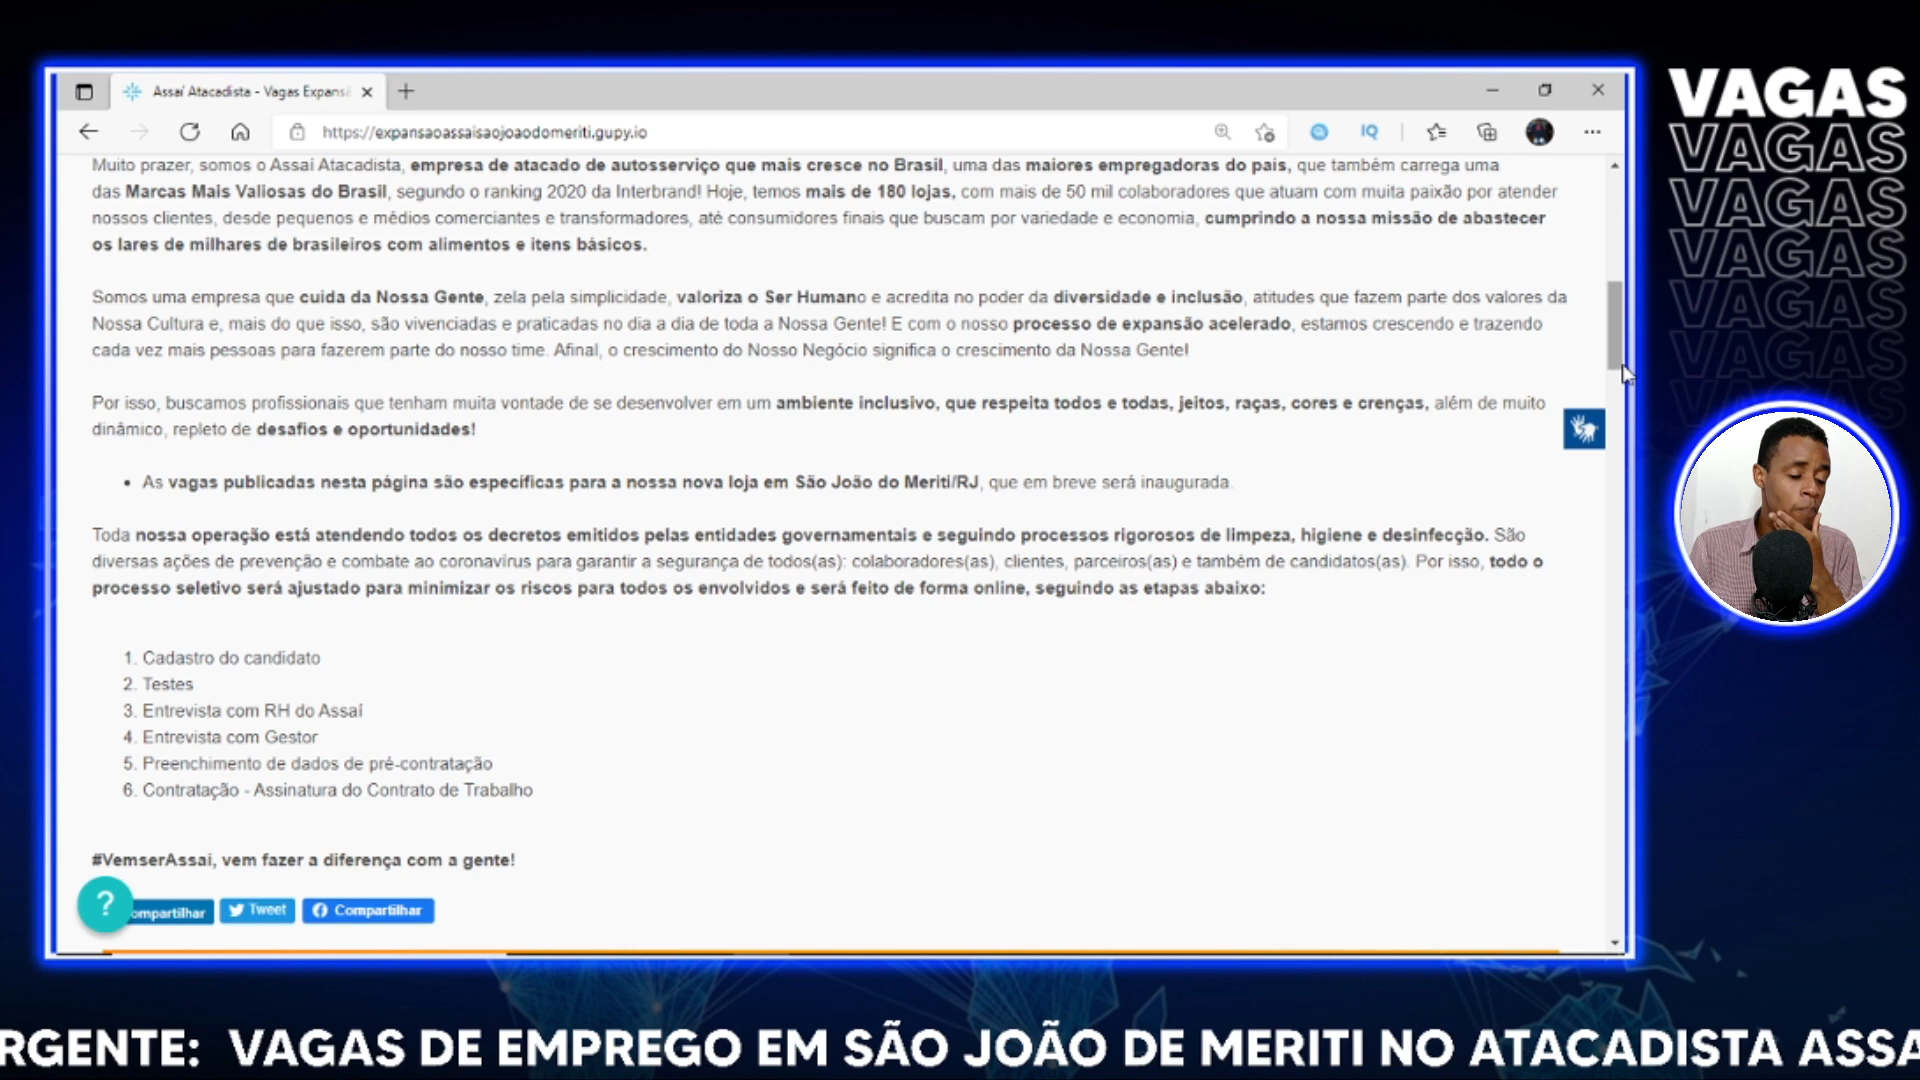 Assaí Atacadista - Vagas Expansã
https://expansaoassaisaojoaodomeriti.gupy.io
IQ
Muito prazer, somos o Assaí Atacadista, empresa de atacado de autosserviço que mais cresce no Brasil, uma das maiores empregadoras do país, que também carrega uma
das Marcas Mais Valiosas do Brasil, segundo o ranking 2020 da Interbrand! Hoje, temos mais de 180 lojas, com mais de 50 mil colaboradores que atuam com muita paixão por atender
nossos clientes, desde pequenos e médios comerciantes e transformadores, até consumidores finais que buscam por variedade e economia, cumprindo a nossa missão de abastecer
os lares de milhares de brasileiros com alimentos e itens básicos.
Somos uma empresa que cuida da Nossa Gente, zela pela simplicidade, valoriza o Ser Humano e acredita no poder da diversidade e inclusão, atitudes que fazem parte dos valores da
Nossa Cultura e, mais do que isso, são vivenciadas e praticadas no dia a dia de toda a Nossa Gente! E com o nosso processo de expansão acelerado, estamos crescendo e trazendo
cada vez mais pessoas para fazerem parte do nosso time. Afinal, o crescimento do Nosso Negócio significa o crescimento da Nossa Gente!
Por isso, buscamos profissionais que tenham muita vontade de se desenvolver em um ambiente inclusivo, que respeita todos e todas, jeitos, raças, cores e crenças, além de muito
dinâmico, repleto de desafios e oportunidades!
• As vagas publicadas nesta página são específicas para a nossa nova loja em São João do Meriti/RJ, que em breve será inaugurada.
Toda nossa operação está atendendo todos os decretos emitidos pelas entidades governamentais e seguindo processos rigorosos de limpeza, higiene e desinfecção. São
diversas ações de prevenção e combate ao coronavírus para garantir a segurança de todos(as): colaboradores(as), clientes, parceiros(as) e também de candidatos(as). Por isso, todo o
processo seletivo será ajustado para minimizar os riscos para todos os envolvidos e será feito de forma online, seguindo as etapas abaixo:
1. Cadastro do candidato
2. Testes
3. Entrevista com RH do Assaí
4. Entrevista com Gestor
5. Preenchimento de dados de pré-contratação
6. Contratação - Assinatura do Contrato de Trabalho
#VemserAssaí, vem fazer a diferença com a gente!
?
ompartilhar
Tweet
Compartilhar
VAGAS
VAGAS
VAGAS
VAGAS
VAGAS
VAGAS
VAGAS
RGENTE: VAGAS DE EMPREGO EM SÃO JOÃO DE MERITI NO ATACADISTA ASSA